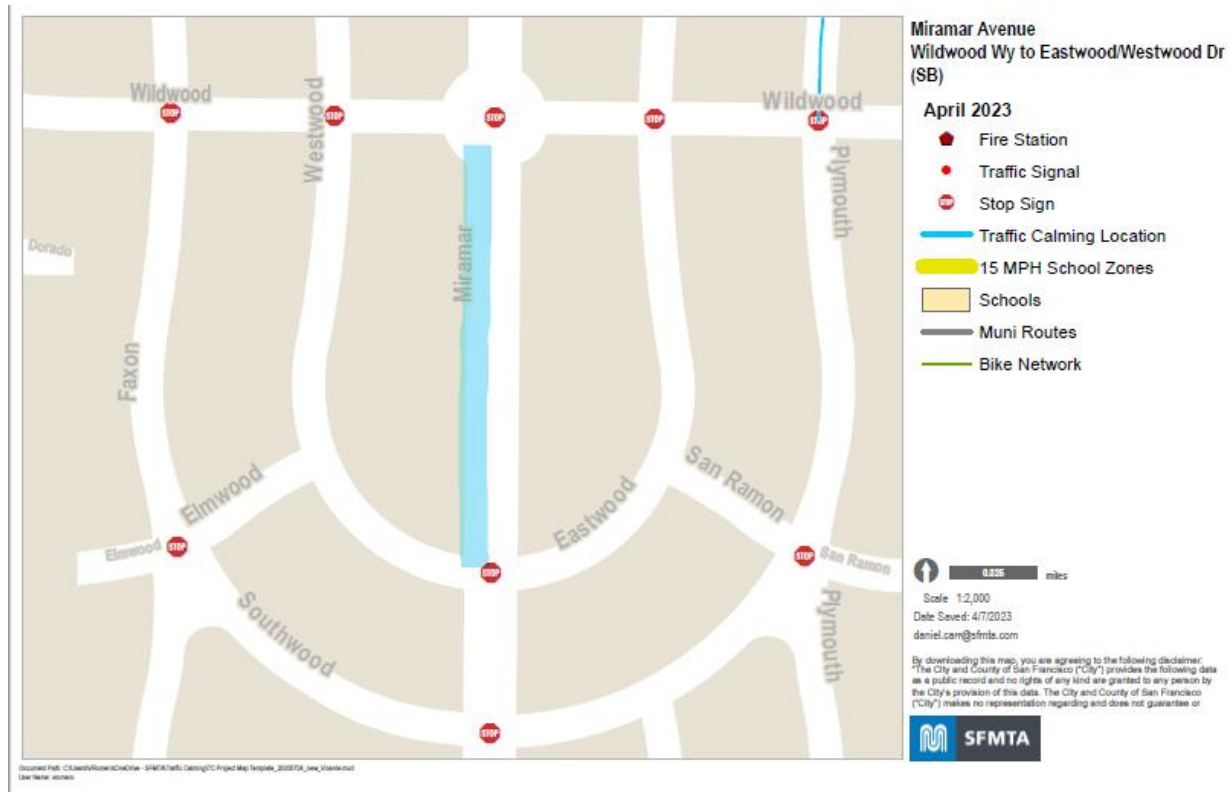 Wildwood
Westwood
Wildwood
Plymouth
Dorado
Miramar
Faxon
Elmwood
Elmwood
Eastwood
San Ramon
San Ramon
Southwood
Plymouth
STOP
STOP
STOP
STOP
STOP
STOP
STOP
STOP
STOP
Miramar Avenue
Wildwood Wy to Eastwood/Westwood Dr
(SB)
April 2023
Fire Station
Traffic Signal
STOP Stop Sign
Traffic Calming Location
15 MPH School Zones
Schools
Muni Routes
Bike Network
0.025 miles
Scale 1:2,000
Date Saved: 4/7/2023
daniel.carr@sfmta.com
By downloading this map, you are agreeing to the following disclaimer:
"The City and County of San Francisco ("City") provides the following data
as a public record and no rights of any kind are granted to any person by
the City's provision of this data. The City and County of San Francisco
("City") makes no representation regarding and does not guarantee or
SFMTA
Document Path:
User Name: